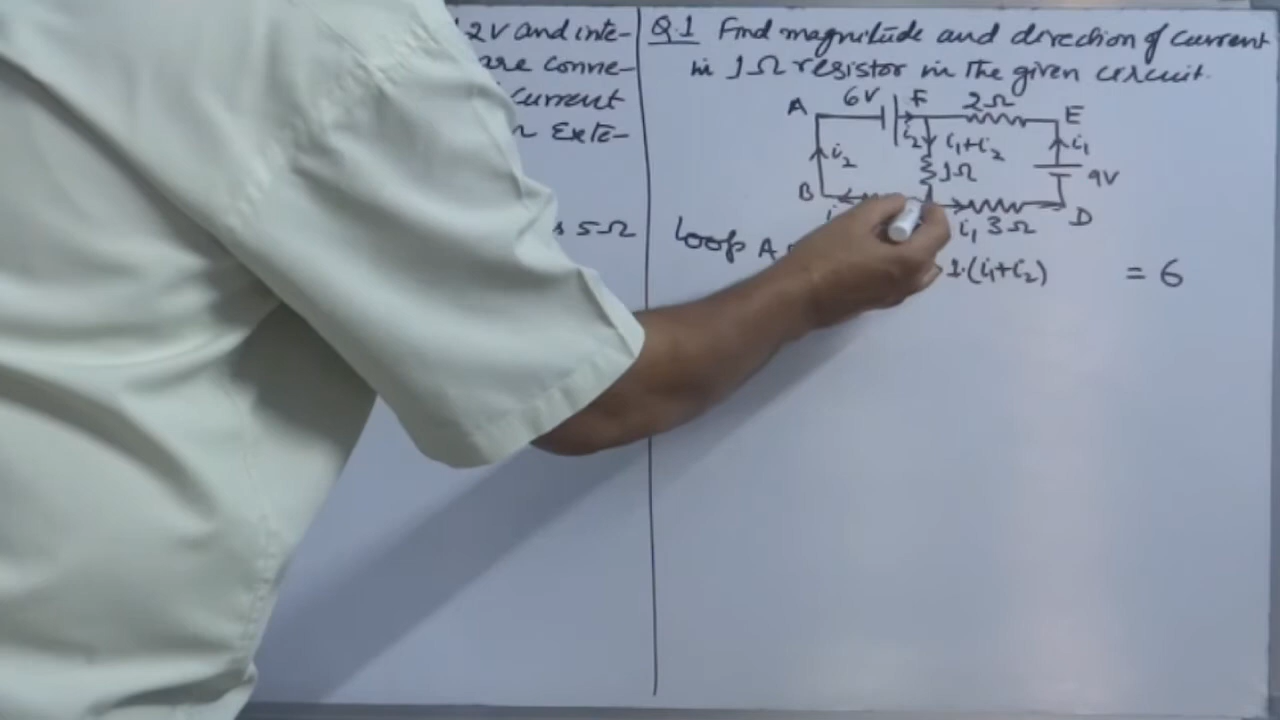 2V and inte-
are conne-
Current
Exte-
5Ω
Q.1 Find magnitude and direction of current
in 1Ω resistor in the given circuit.
A 6V F 2Ω E
i2 i1+i2 i1
i2 1Ω 9V
B D
i1 3Ω
Loop A
1.(i1+i2) = 6